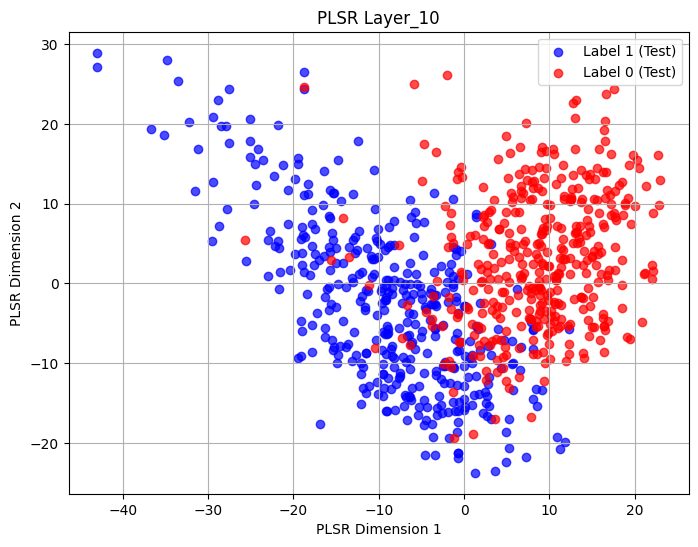 PLSR Layer_10
Label 1 (Test)
Label 0 (Test)
PLSR Dimension 2
30
20
10
0
−10
−20
−40
−30
−20
−10
0
10
20
PLSR Dimension 1